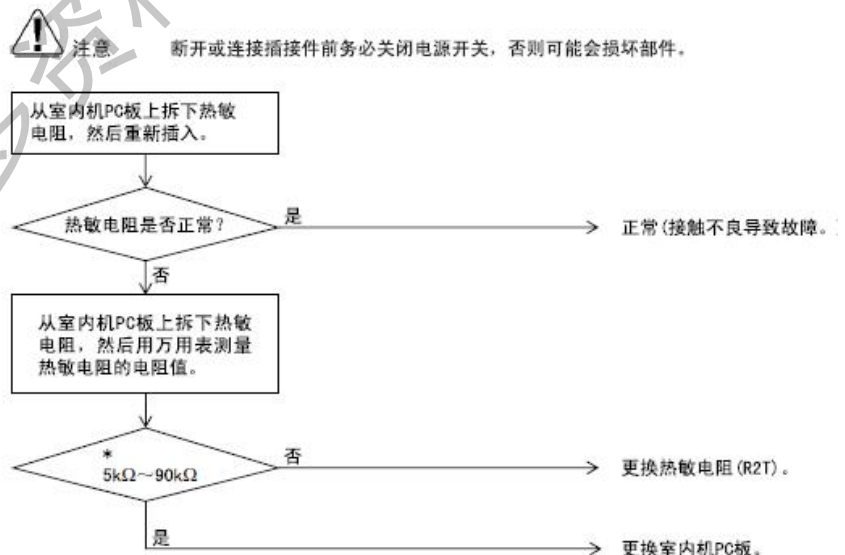 注意 断开或连接插接件前务必关闭电源开关，否则可能会损坏部件。
从室内机PC板上拆下热敏
电阻，然后重新插入。
热敏电阻是否正常？
是
正常(接触不良导致故障。)
否
从室内机PC板上拆下热敏
电阻，然后用万用表测量
热敏电阻的电阻值。
*
5kΩ～90kΩ
否
更换热敏电阻(R2T)。
是
更换室内机PC板。